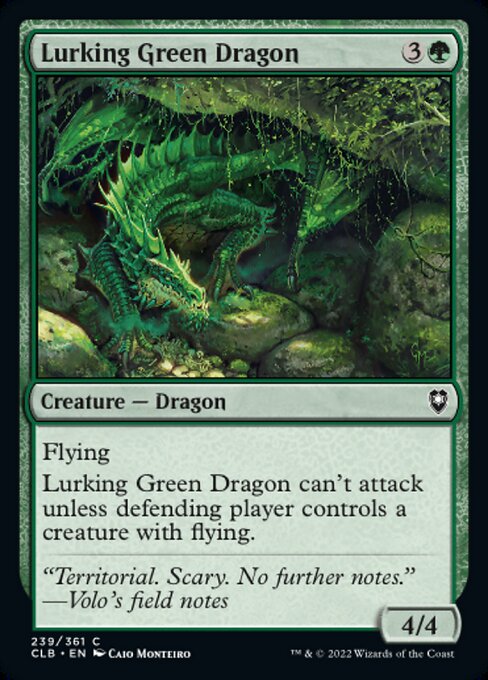 Lurking Green Dragon 3
Creature — Dragon
Flying
Lurking Green Dragon can't attack
unless defending player controls a
creature with flying.
“Territorial. Scary. No further notes.”
—Volo's field notes
4/4
239/361 C
CLB • EN Caio Monteiro ™ & © 2022 Wizards of the Coast